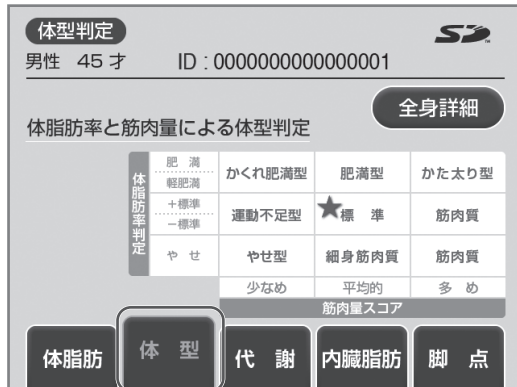 体型判定
SD
男性 45才 ID : 0000000000000001
全身詳細
体脂肪率と筋肉量による体型判定
体脂肪率判定
肥 満 かくれ肥満型 肥満型 かた太り型
軽肥満
+標準 運動不足型 ★標 準 筋肉質
−標準
や せ やせ型 細身筋肉質 筋肉質
少なめ 平均的 多 め
筋肉量スコア
体脂肪 体 型 代 謝 内臓脂肪 脚 点